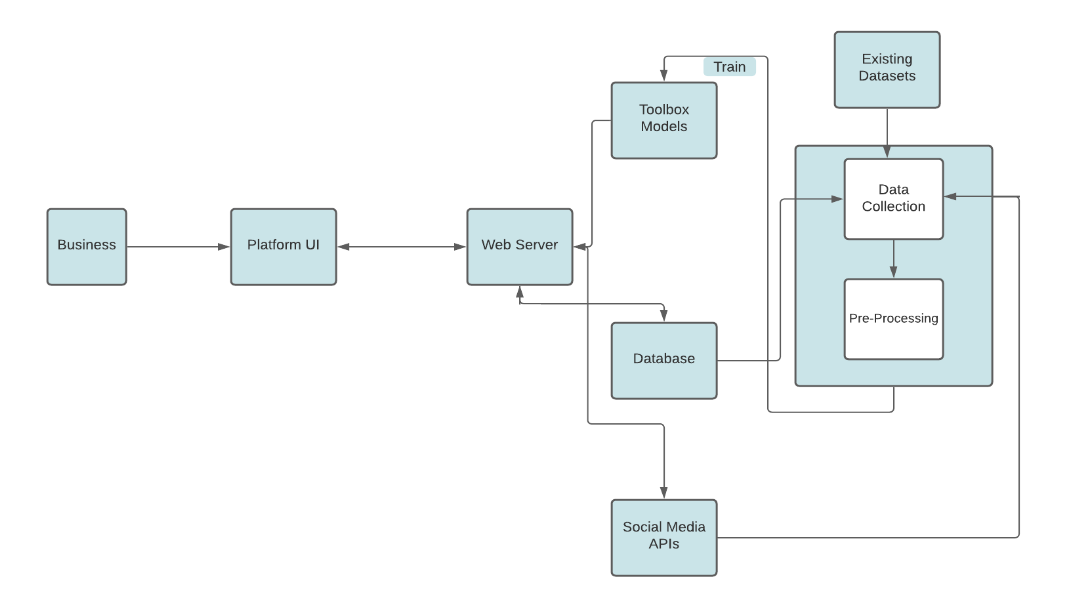 Existing
Datasets
Train
Toolbox
Models
Data
Collection
Business
Platform UI
Web Server
Pre-Processing
Database
Social Media
APIs